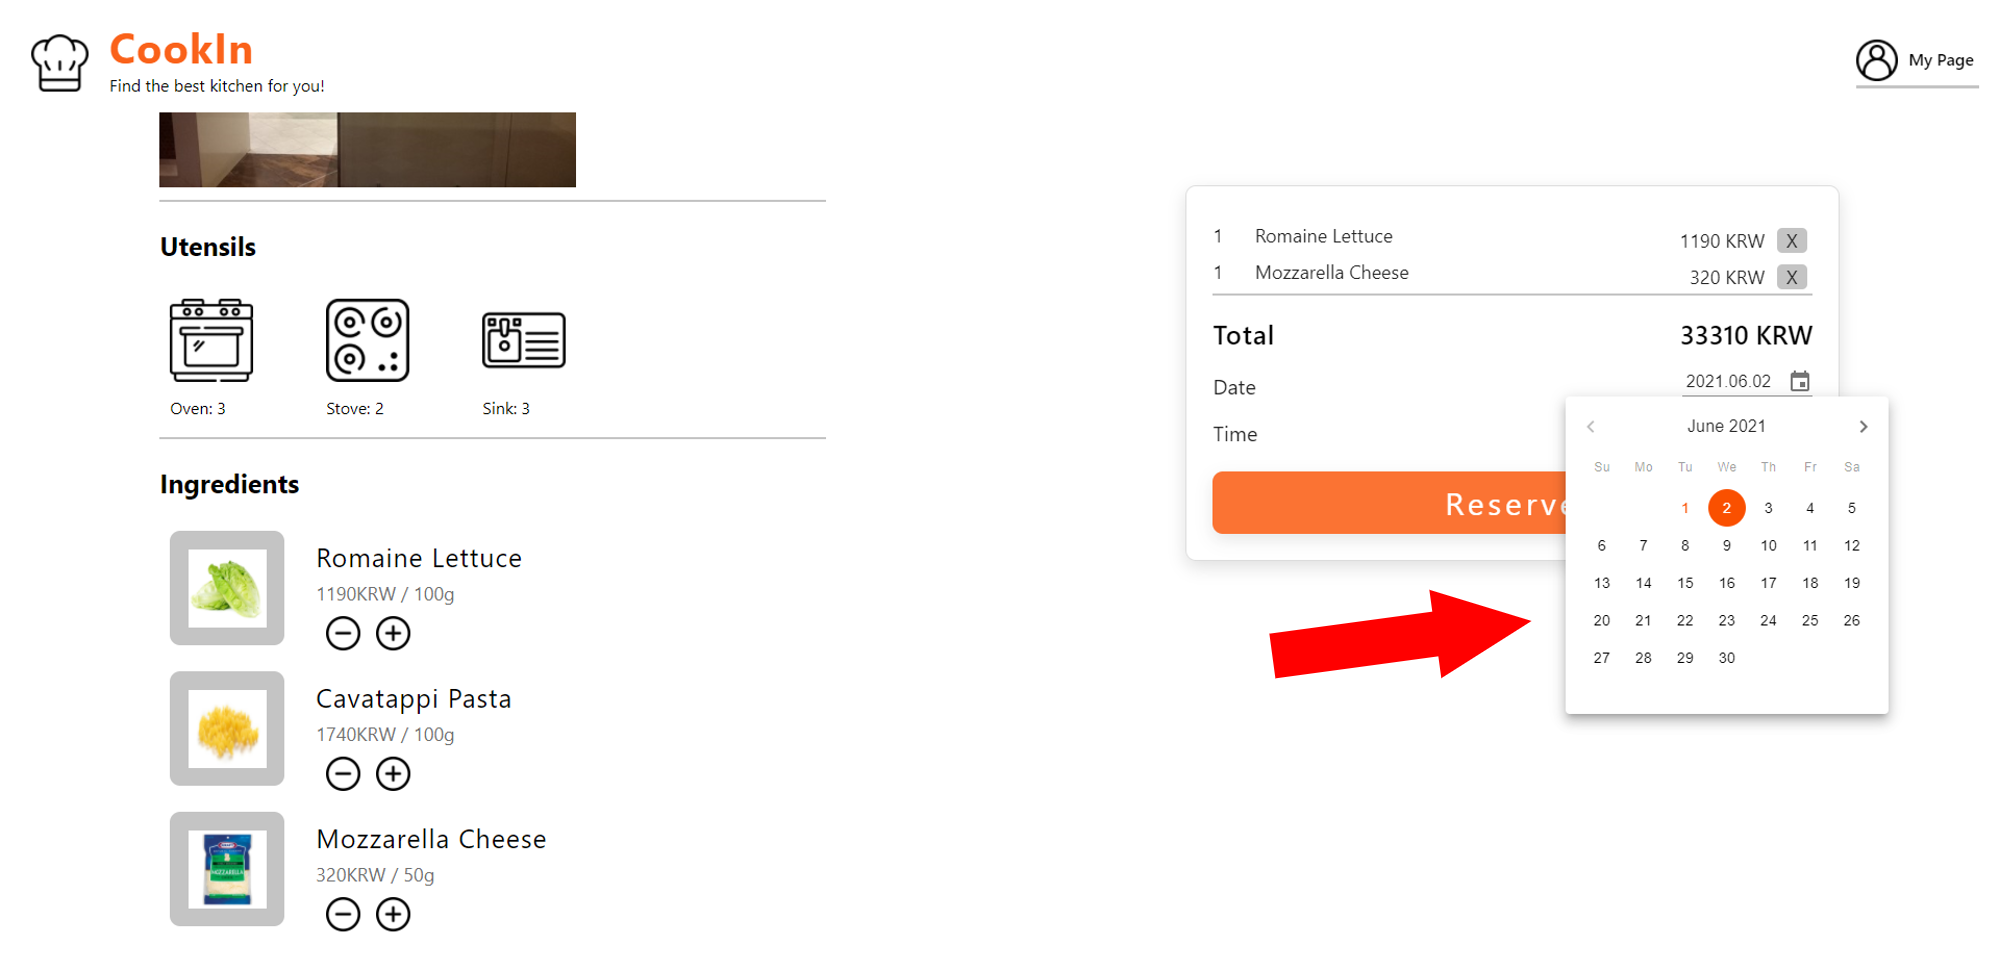 CookIn
Find the best kitchen for you!
My Page
Utensils
Oven: 3
Stove: 2
Sink: 3
Ingredients
Romaine Lettuce
1190KRW / 100g
Cavatappi Pasta
1740KRW / 100g
MOZZARELLA
Mozzarella Cheese
320KRW / 50g
1 Romaine Lettuce 1190 KRW X
1 Mozzarella Cheese 320 KRW X
Total 33310 KRW
Date 2021.06.02
Time
Reserve
June 2021
Su Mo Tu We Th Fr Sa
1 2 3 4 5
6 7 8 9 10 11 12
13 14 15 16 17 18 19
20 21 22 23 24 25 26
27 28 29 30